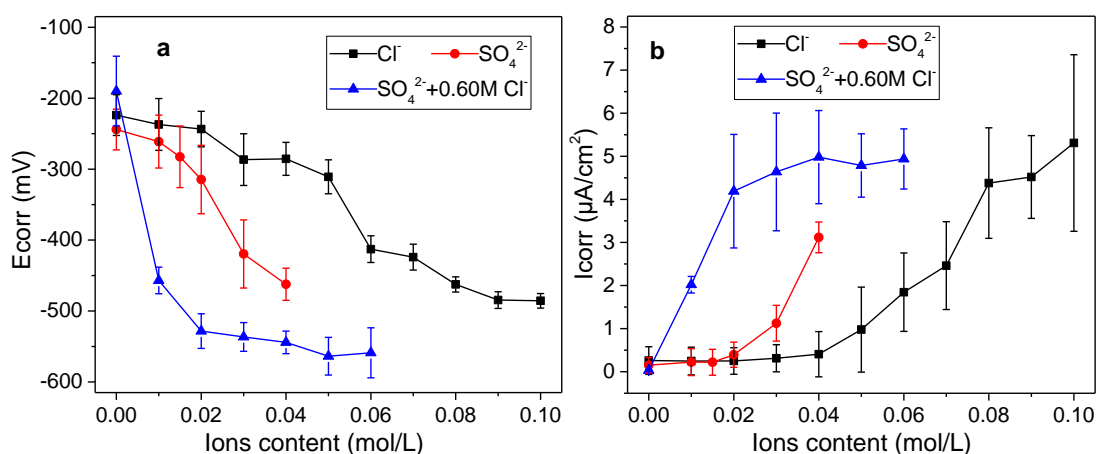 a
Cl⁻
SO₄²⁻
SO₄²⁻+0.60M Cl⁻
Ecorr (mV)
-100
-200
-300
-400
-500
-600
0.00 0.02 0.04 0.06 0.08 0.10
Ions content (mol/L)
b
Cl⁻
SO₄²⁻
SO₄²⁻+0.60M Cl⁻
Icorr (μA/cm²)
8
7
6
5
4
3
2
1
0
0.00 0.02 0.04 0.06 0.08 0.10
Ions content (mol/L)